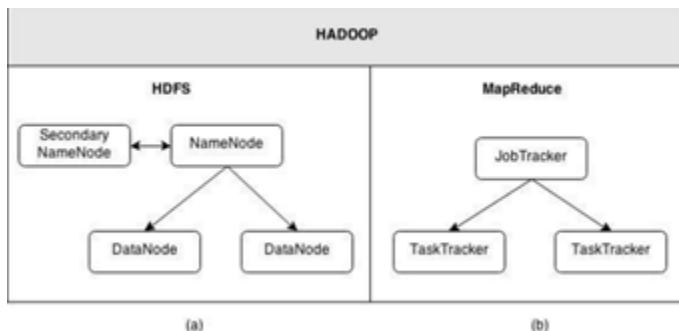 HADOOP
HDFS
MapReduce
Secondary
NameNode
NameNode
JobTracker
DataNode
DataNode
TaskTracker
TaskTracker
(a)
(b)